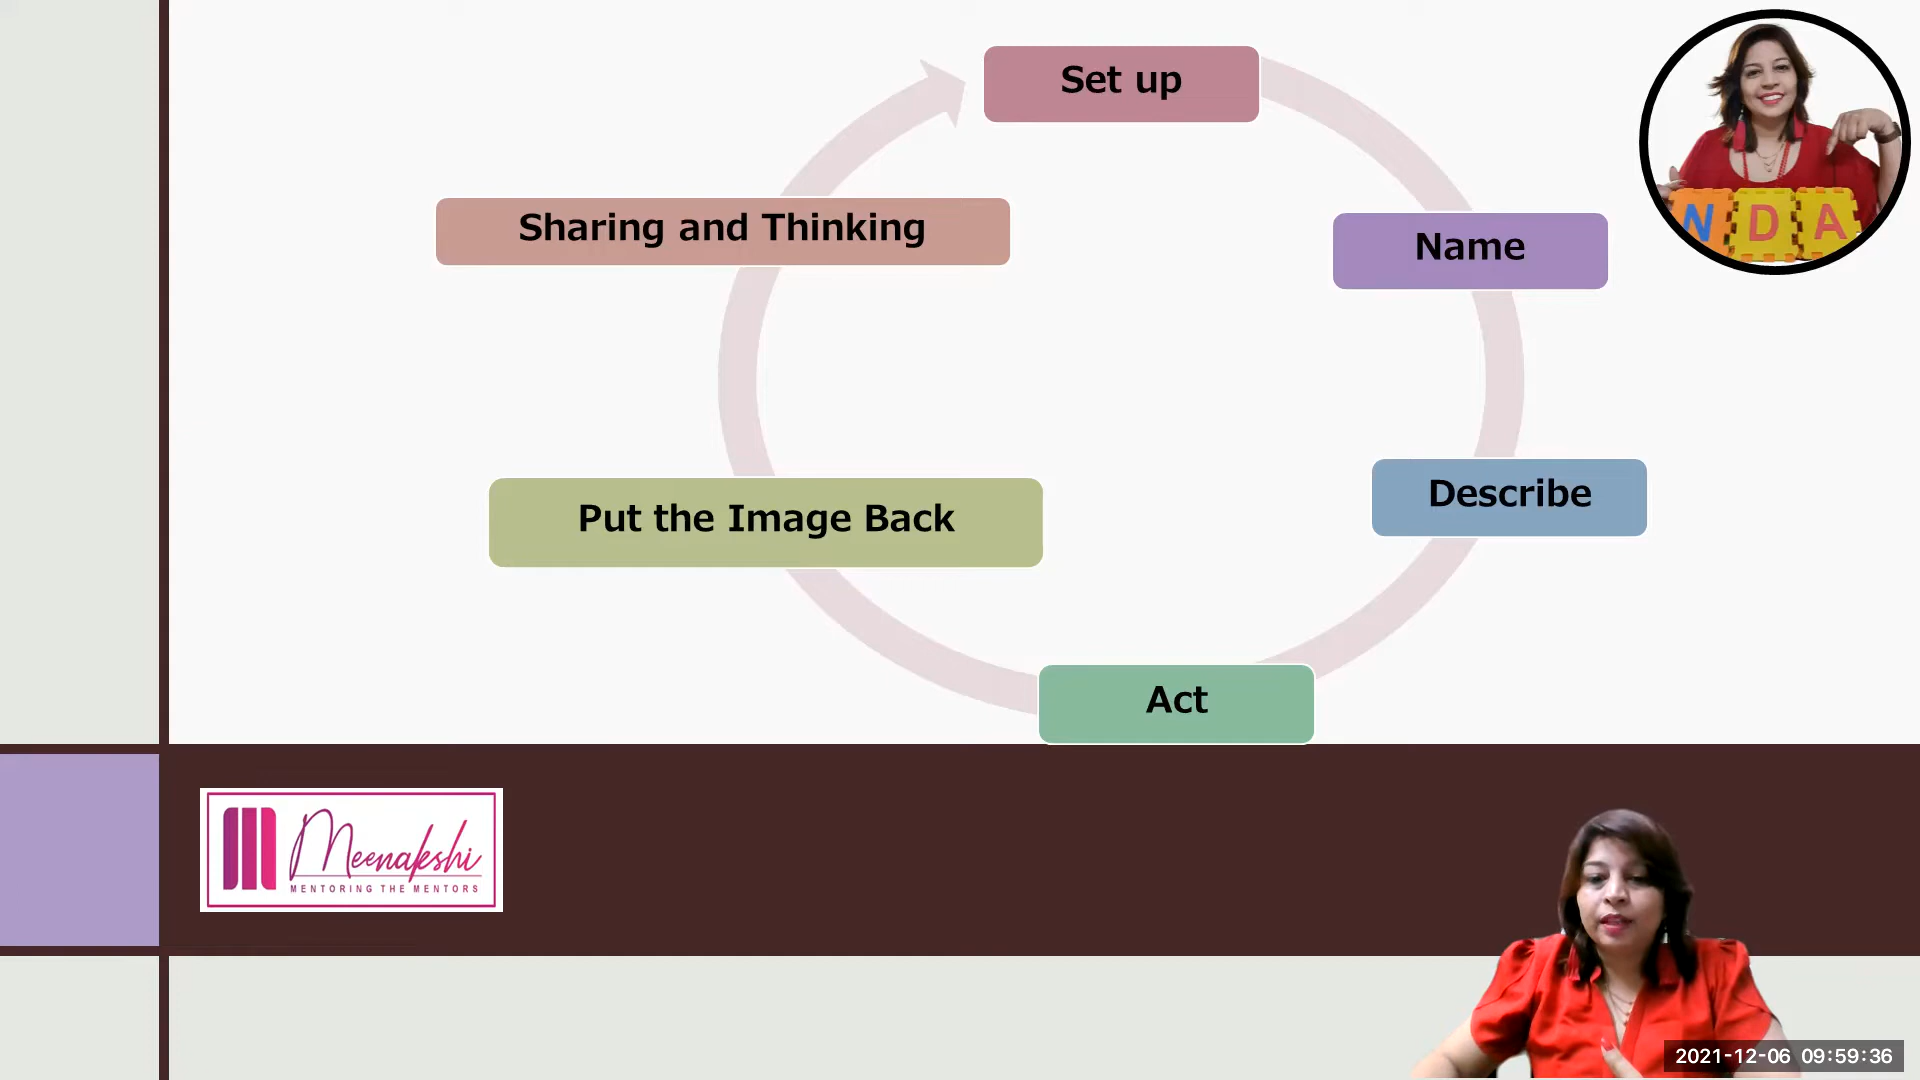 Set up
Sharing and Thinking
Name
N D A
Describe
Put the Image Back
Act
Meenakshi
MENTORING THE MENTORS
2021-12-06 09:59:36